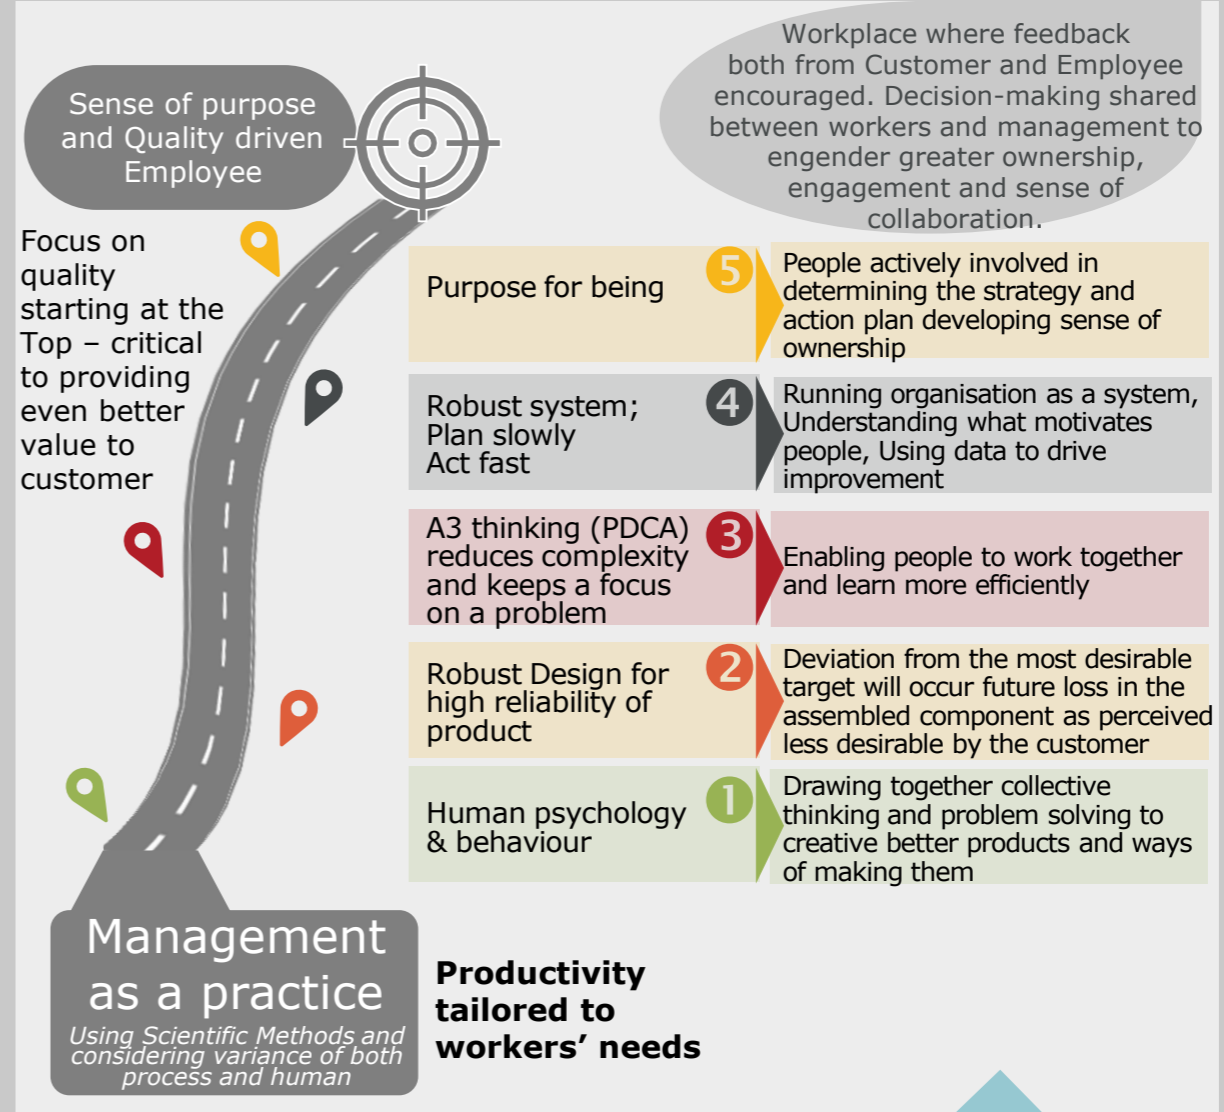 Workplace where feedback
both from Customer and Employee
encouraged. Decision-making shared
between workers and management to
engender greater ownership,
engagement and sense of
collaboration.
Sense of purpose
and Quality driven
Employee
Focus on
quality
starting at the
Top – critical
to providing
even better
value to
customer
Purpose for being
5
People actively involved in
determining the strategy and
action plan developing sense of
ownership
Robust system;
Plan slowly
Act fast
4
Running organisation as a system,
Understanding what motivates
people, Using data to drive
improvement
A3 thinking (PDCA)
reduces complexity
and keeps a focus
on a problem
3
Enabling people to work together
and learn more efficiently
Robust Design for
high reliability of
product
2
Deviation from the most desirable
target will occur future loss in the
assembled component as perceived
less desirable by the customer
Human psychology
& behaviour
1
Drawing together collective
thinking and problem solving to
creative better products and ways
of making them
Management
as a practice
Using Scientific Methods and
considering variance of both
process and human
Productivity
tailored to
workers’ needs